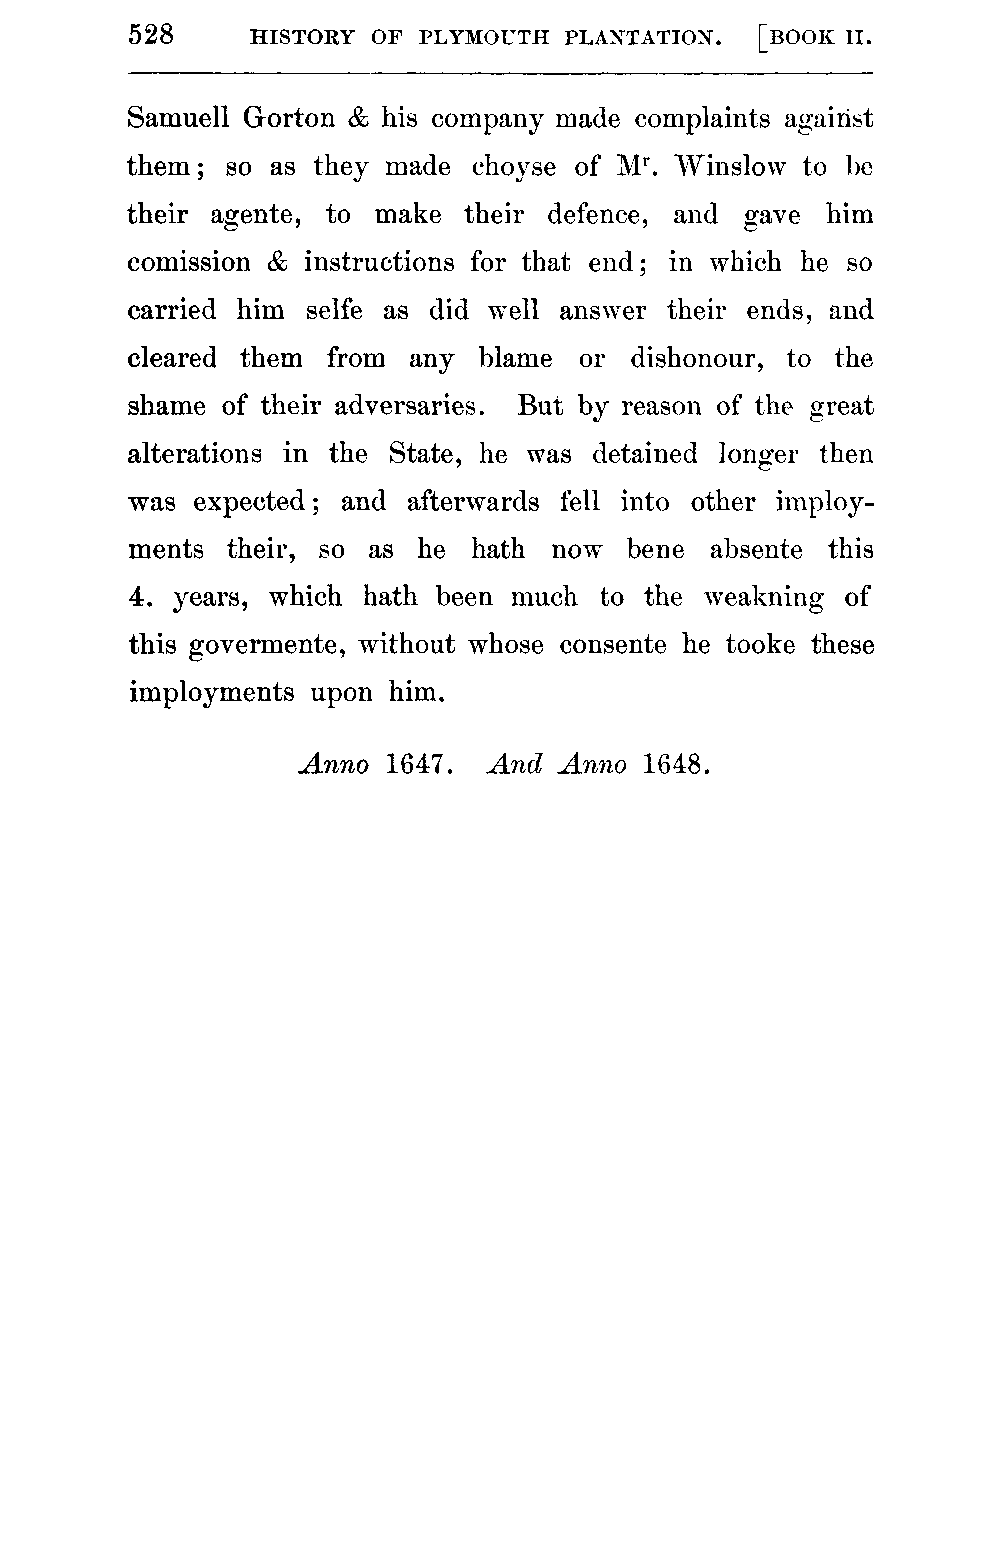 528 HISTORY OF PLYMOUTH PLANTATION. [BOOK II.
Samuell Gorton & his company made complaints against
them; so as they made choyse of Mr. Winslow to be
their agente, to make their defence, and gave him
comission & instructions for that end; in which he so
carried him selfe as did well answer their ends, and
cleared them from any blame or dishonour, to the
shame of their adversaries. But by reason of the great
alterations in the State, he was detained longer then
was expected; and afterwards fell into other imploy-
ments their, so as he hath now bene absente this
4. years, which hath been much to the weakning of
this govermente, without whose consente he tooke these
imployments upon him.
Anno 1647. And Anno 1648.